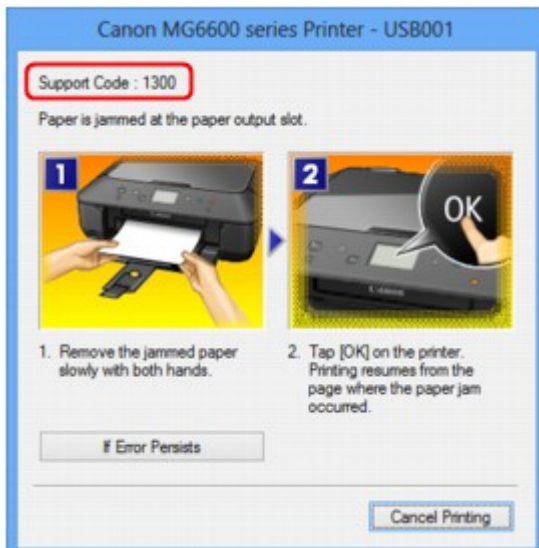 Canon MG6600 series Printer - USB001
Support Code : 1300
Paper is jammed at the paper output slot.
1
2
OK
Canon
1. Remove the jammed paper
slowly with both hands.
2. Tap [OK] on the printer.
Printing resumes from the
page where the paper jam
occurred.
If Error Persists
Cancel Printing